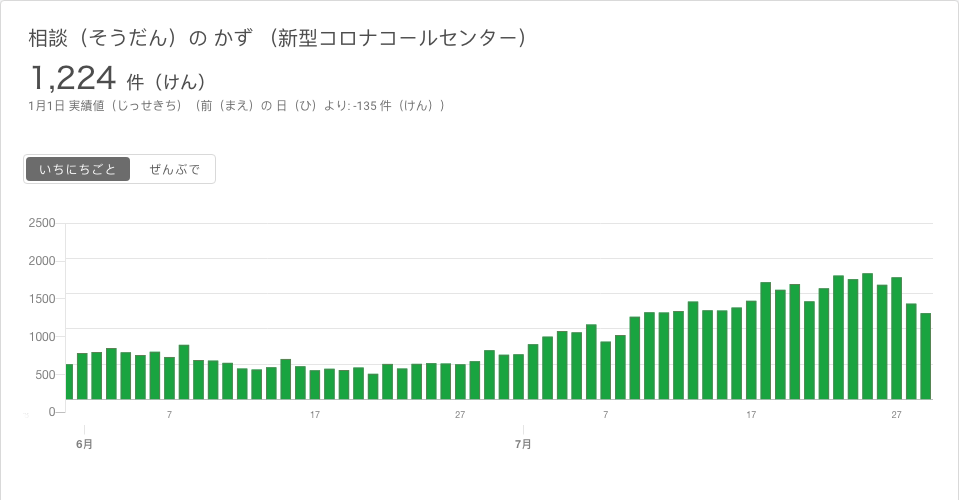 相談（そうだん）の かず （新型コロナコールセンター）
1,224 件（けん）
1月1日 実績値（じっせきち）（前（まえ）の 日（ひ）より: -135 件（けん））
いちにちごと ぜんぶで
2500
2000
1500
1000
500
0
7 17 27 7 17 27
6月 7月